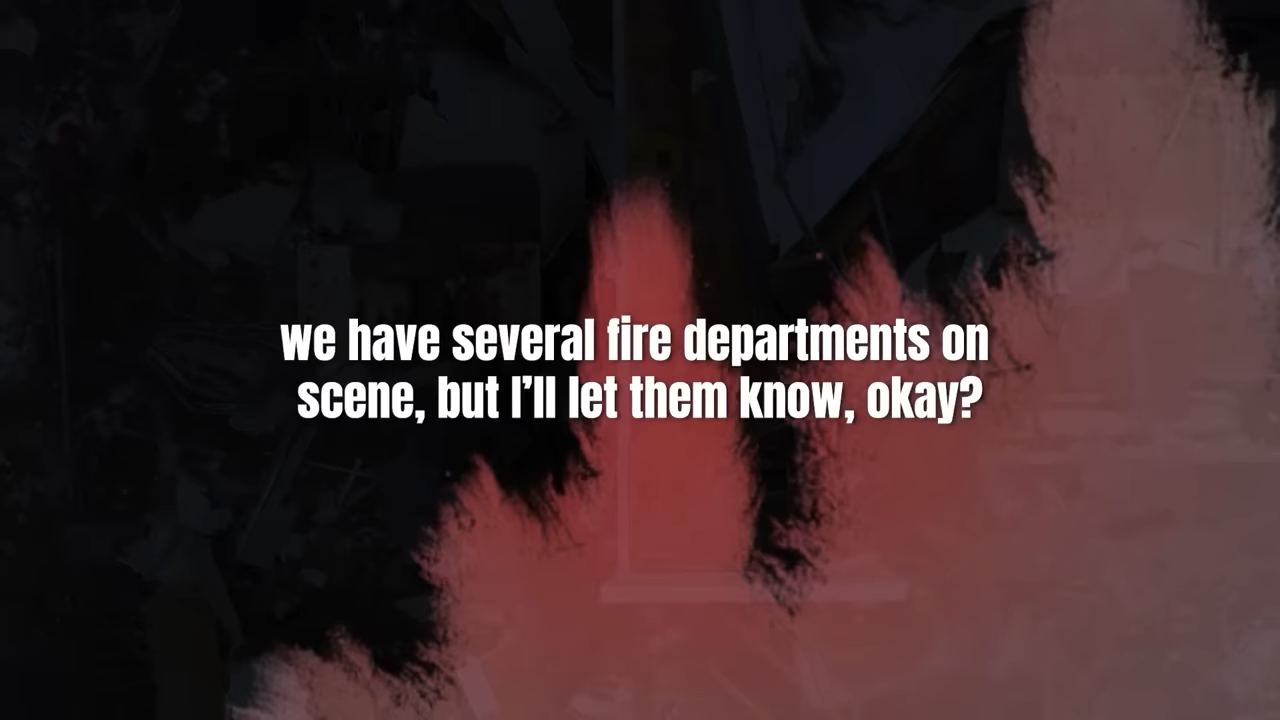 we have several fire departments on
scene, but I’ll let them know, okay?